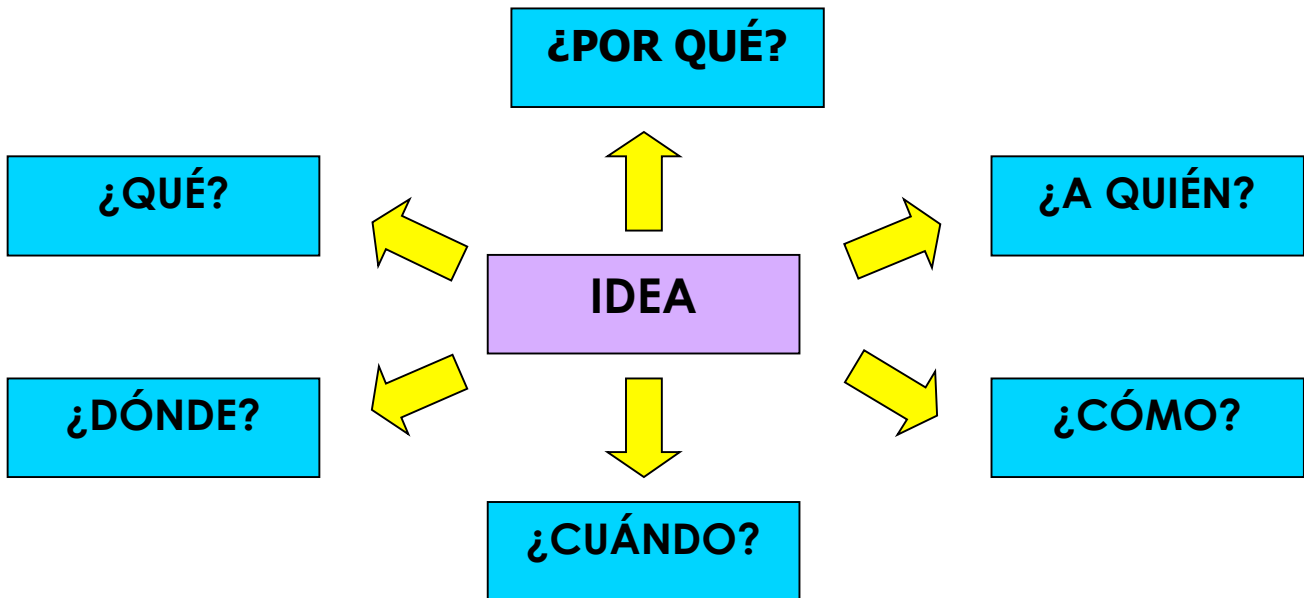 ¿POR QUÉ?
¿QUÉ?
¿A QUIÉN?
IDEA
¿DÓNDE?
¿CÓMO?
¿CUÁNDO?